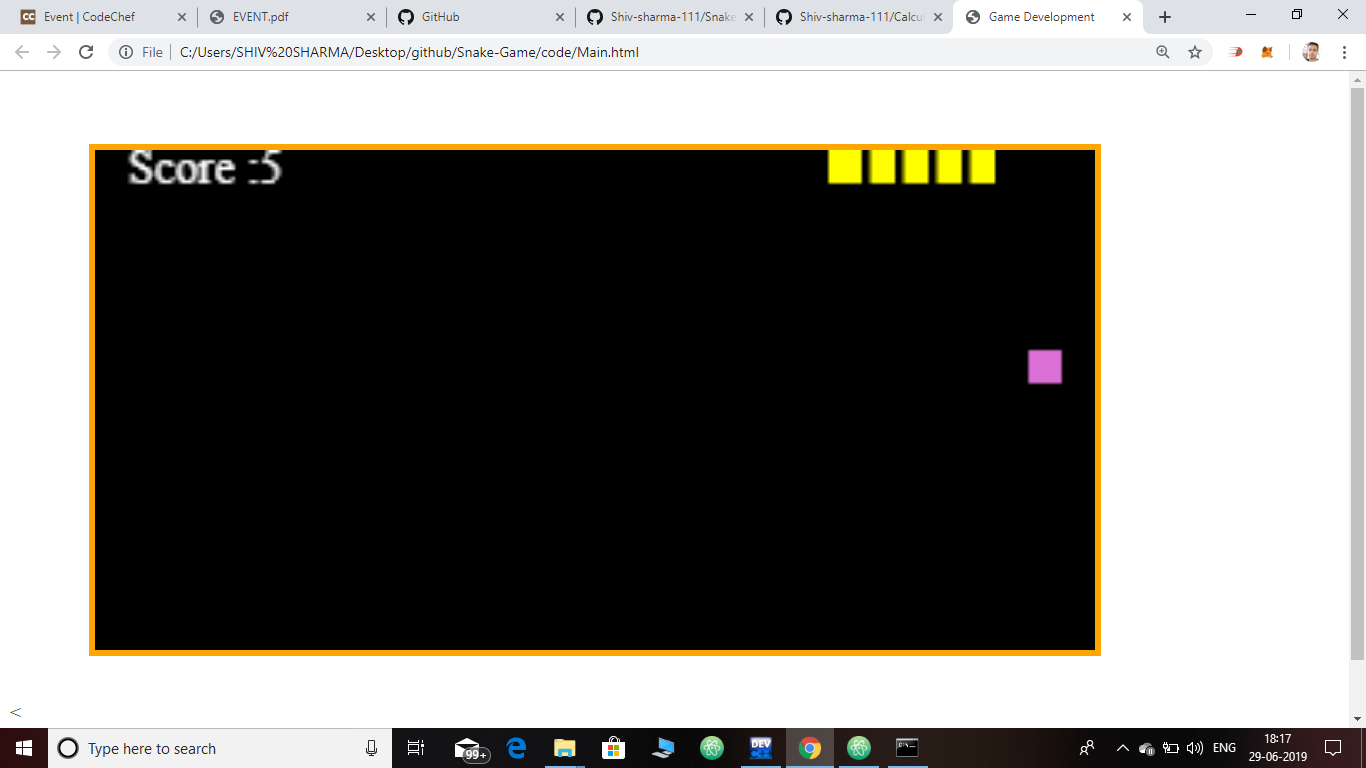 Event | CodeChef
EVENT.pdf
GitHub
Shiv-sharma-111/Snake
Shiv-sharma-111/Calcu
Game Development
File
C:/Users/SHIV%20SHARMA/Desktop/github/Snake-Game/code/Main.html
Score :5
<
Type here to search
99+
DEV
ENG
18:17
29-06-2019